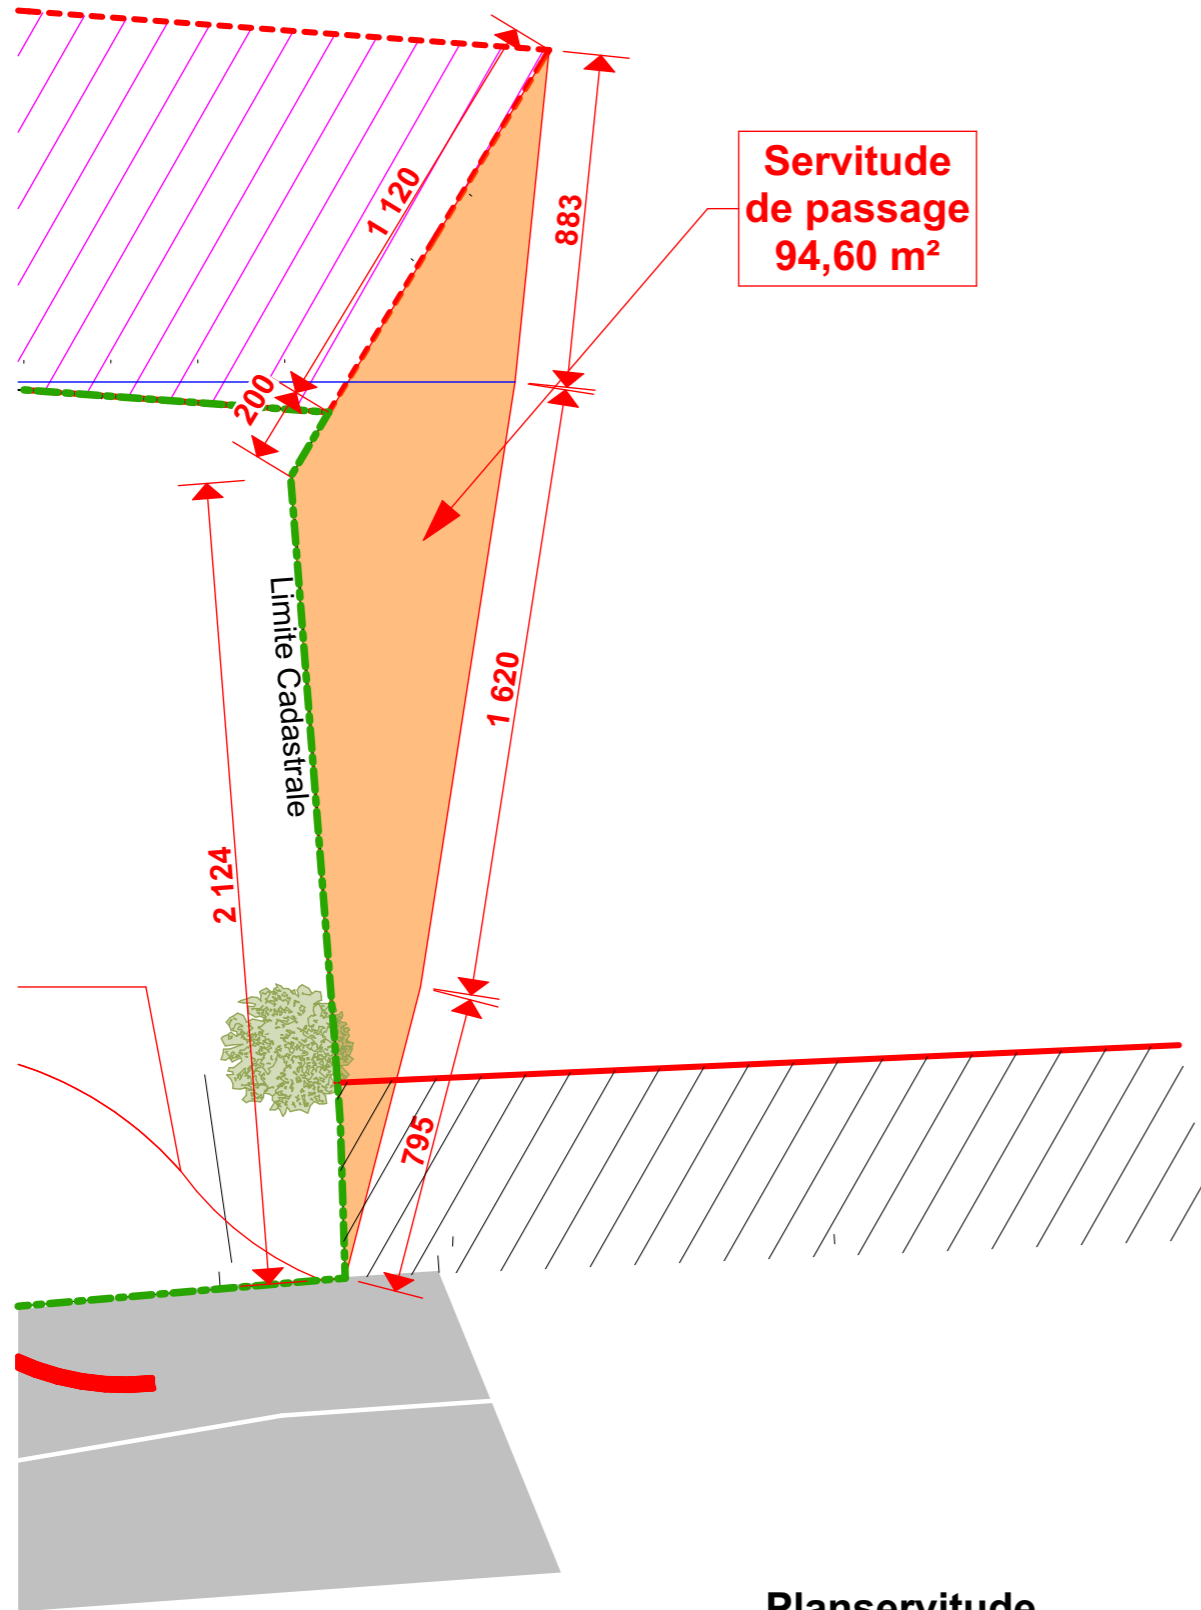 1 120
883
Servitude
de passage
94,60 m²
200
Limite Cadastrale
1 620
2 124
795
Planservitude